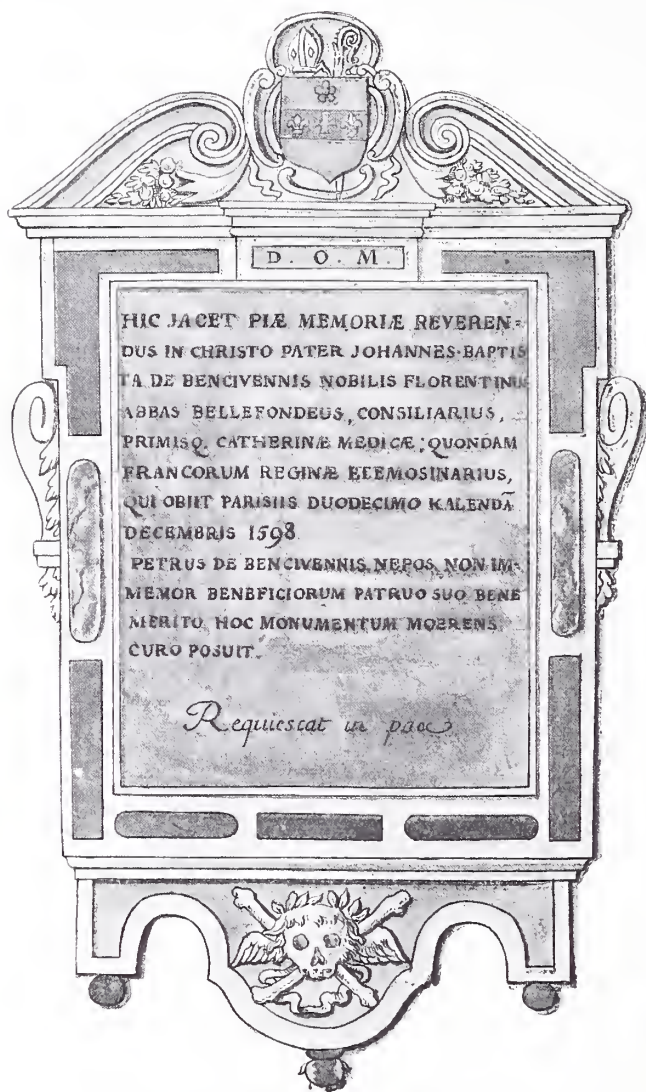 D. O. M.
HIC JACET PIÆ MEMORIÆ REVEREN=
DUS IN CHRISTO PATER JOHANNES·BAPTIS
TA DE BENCIVENNIS NOBILIS FLORENTINUS
ABBAS BELLEFONDEUS, CONSILIARIUS,
PRIMISQ. CATHERINÆ MEDICÆ, QUONDAM
FRANCORUM REGINÆ ELEMOSINARIUS,
QUI OBIIT PARISIIS DUODECIMO KALENDÃ
DECEMBRIS 1598
PETRUS DE BENCIVENNIS, NEPOS, NON IM-
MEMOR BENEFICIORUM PATRUO SUO BENE
MERITO HOC MONUMENTUM MOERENS
CURO POSUIT.
Requiescat in pace